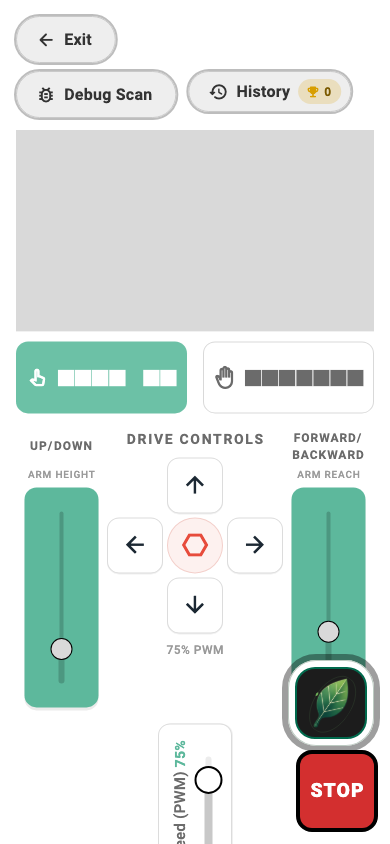 Exit
Debug Scan
History 0
UP/DOWN
ARM HEIGHT
DRIVE CONTROLS
FORWARD/
BACKWARD
ARM REACH
75% PWM
eed (PWM) 75%
STOP